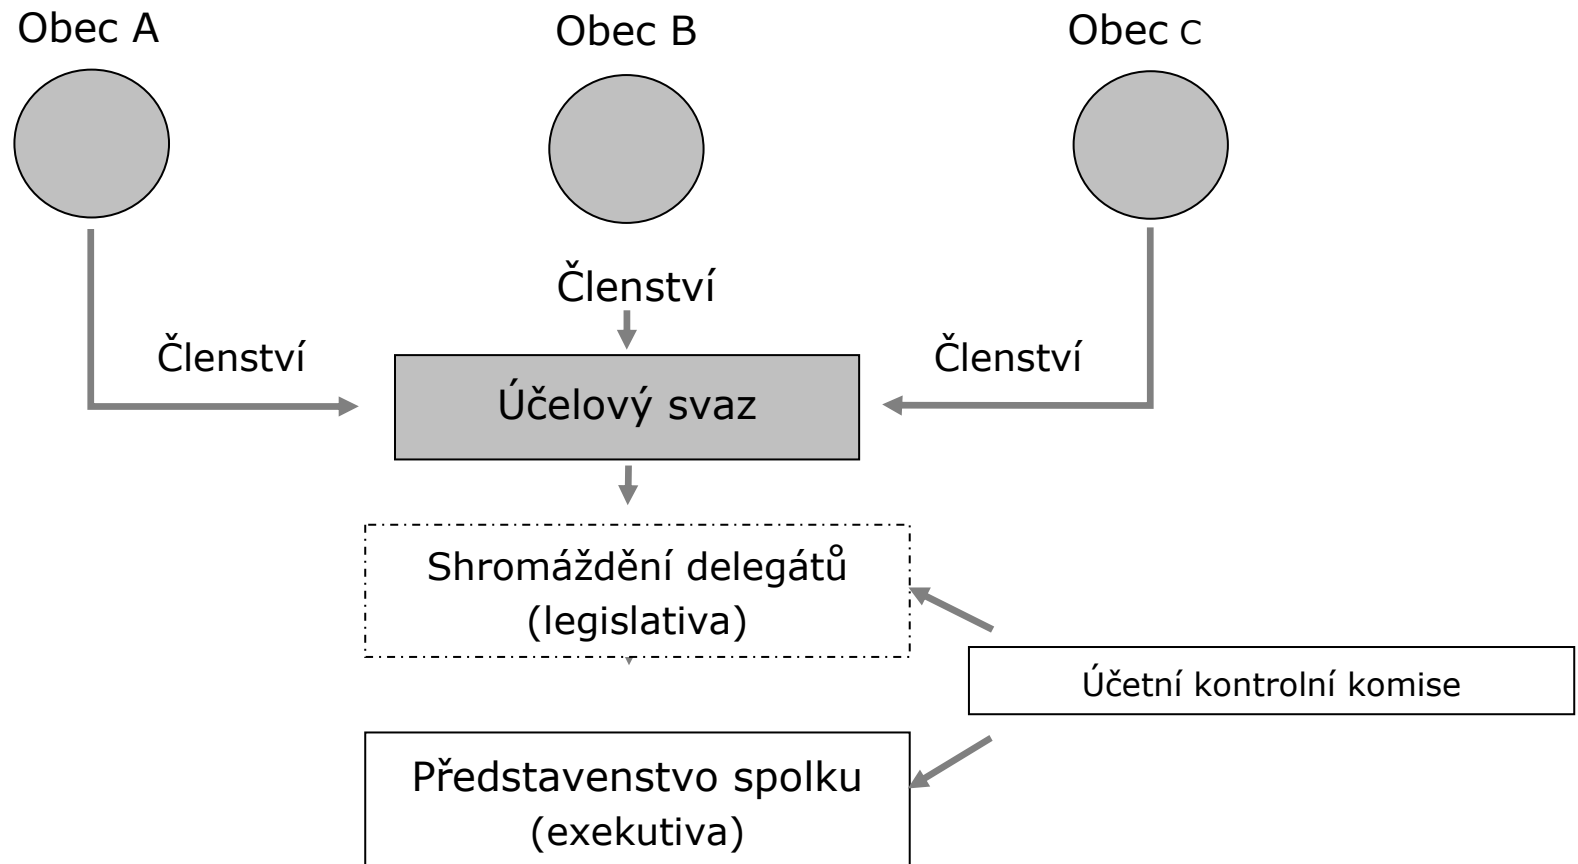 Obec A
Obec B
Obec C
Členství
Členství
Členství
Účelový svaz
Shromáždění delegátů
(legislativa)
Účetní kontrolní komise
Představenstvo spolku
(exekutiva)